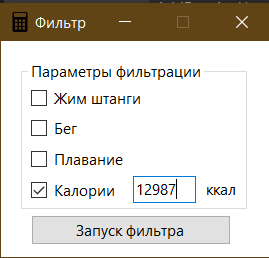 Фильтр
Параметры фильтрации
Жим штанги
Бег
Плавание
Калории 12987 ккал
Запуск фильтра